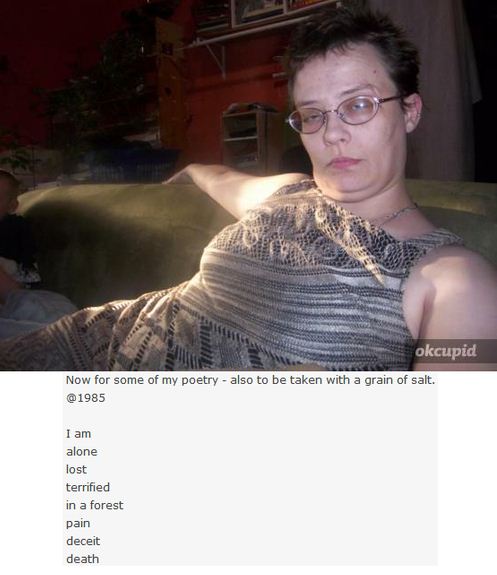 okcupid
Now for some of my poetry - also to be taken with a grain of salt.
@1985
I am
alone
lost
terrified
in a forest
pain
deceit
death